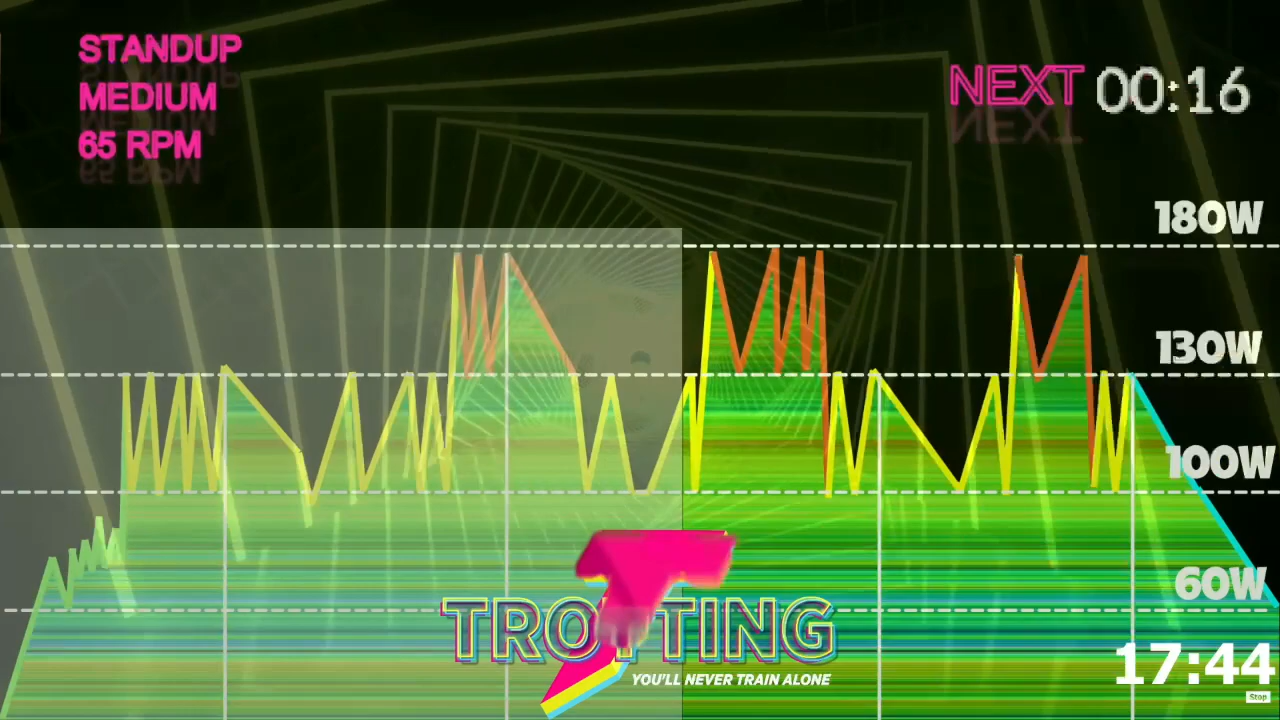 STANDUP
MEDIUM
65 RPM
NEXT 00:16
180W
130W
100W
60W
TROTTING
YOU'LL NEVER TRAIN ALONE
17:44
Stop